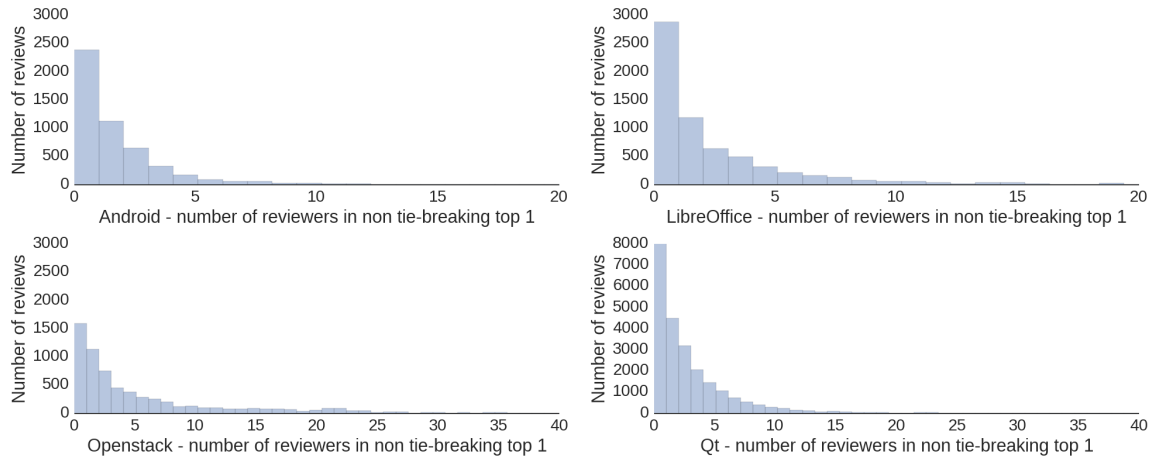 3000
2500
2000
1500
1000
500
0
Number of reviews
0 5 10 15 20
Android - number of reviewers in non tie-breaking top 1
3000
2500
2000
1500
1000
500
0
Number of reviews
0 5 10 15 20
LibreOffice - number of reviewers in non tie-breaking top 1
3000
2500
2000
1500
1000
500
0
Number of reviews
0 5 10 15 20 25 30 35 40
Openstack - number of reviewers in non tie-breaking top 1
8000
7000
6000
5000
4000
3000
2000
1000
0
Number of reviews
0 5 10 15 20 25 30 35 40
Qt - number of reviewers in non tie-breaking top 1